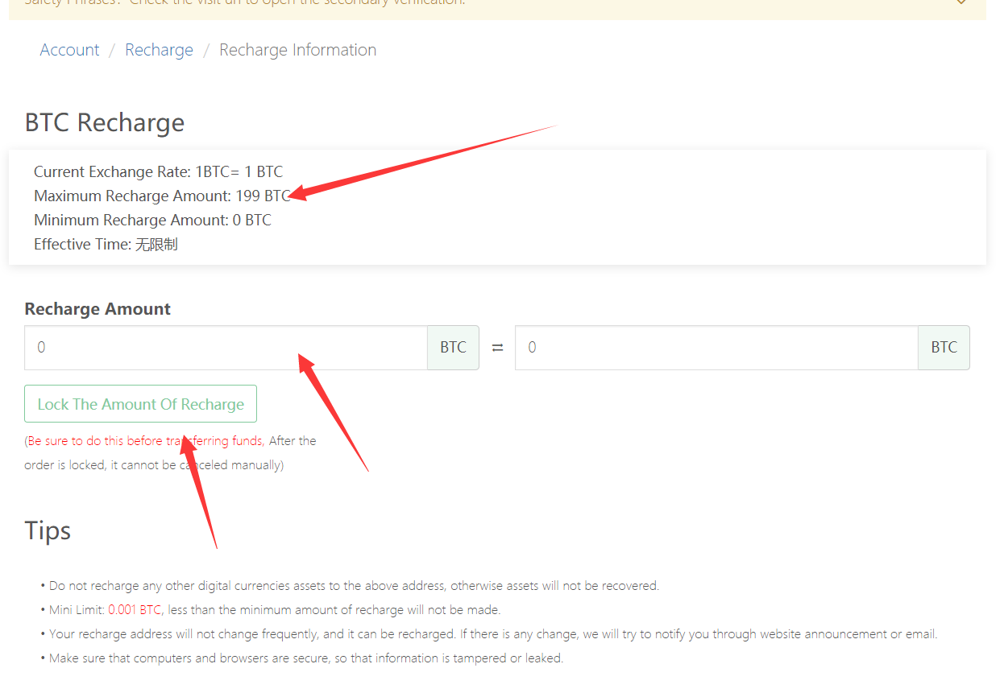 Safety Phrases? Check the visit url to open the secondary verification.
Account / Recharge / Recharge Information
BTC Recharge
Current Exchange Rate: 1BTC= 1 BTC
Maximum Recharge Amount: 199 BTC
Minimum Recharge Amount: 0 BTC
Effective Time: 无限制
Recharge Amount
0 BTC ⇄ 0 BTC
Lock The Amount Of Recharge
(Be sure to do this before transferring funds, After the
order is locked, it cannot be canceled manually)
Tips
• Do not recharge any other digital currencies assets to the above address, otherwise assets will not be recovered.
• Mini Limit: 0.001 BTC, less than the minimum amount of recharge will not be made.
• Your recharge address will not change frequently, and it can be recharged. If there is any change, we will try to notify you through website announcement or email.
• Make sure that computers and browsers are secure, so that information is tampered or leaked.